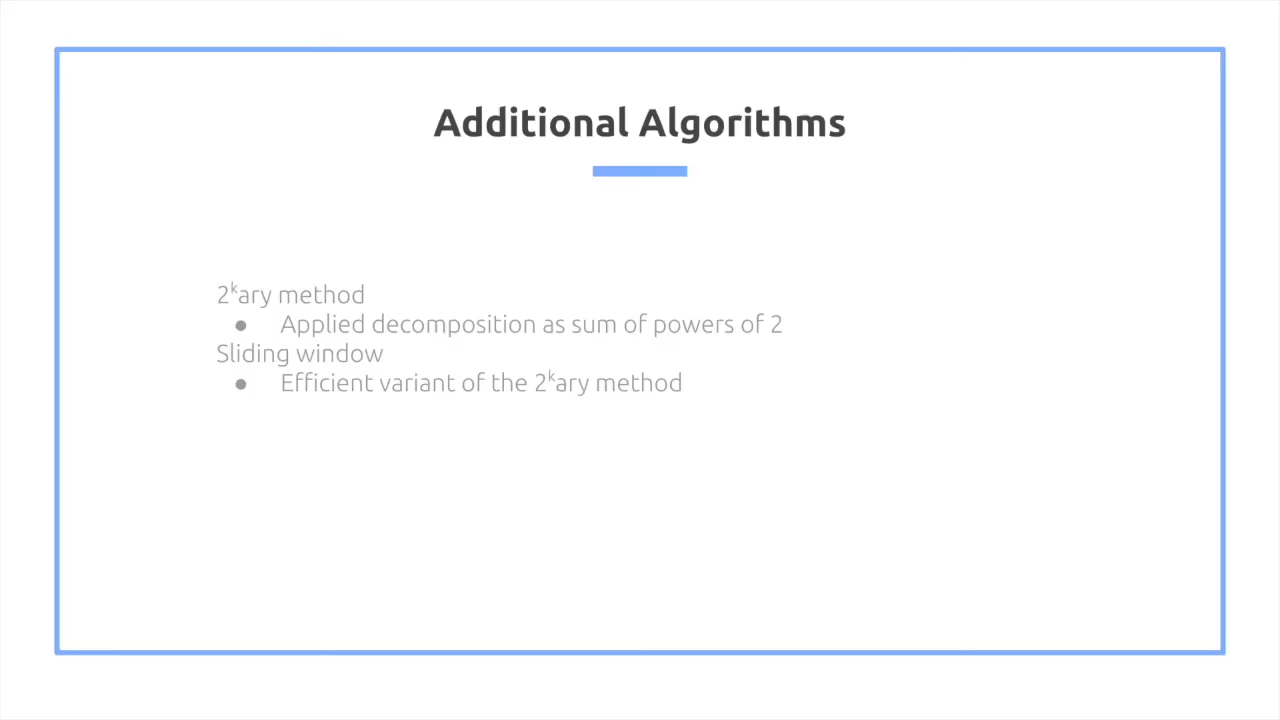 Additional Algorithms
2ᵏary method
● Applied decomposition as sum of powers of 2
Sliding window
● Efficient variant of the 2ᵏary method